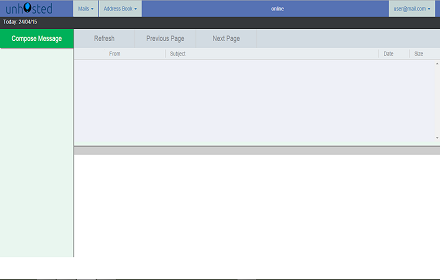 unhosted Mails Address Book online user@mail.com
Today: 24/04/15
Compose Message Refresh Previous Page Next Page
From Subject Date Size